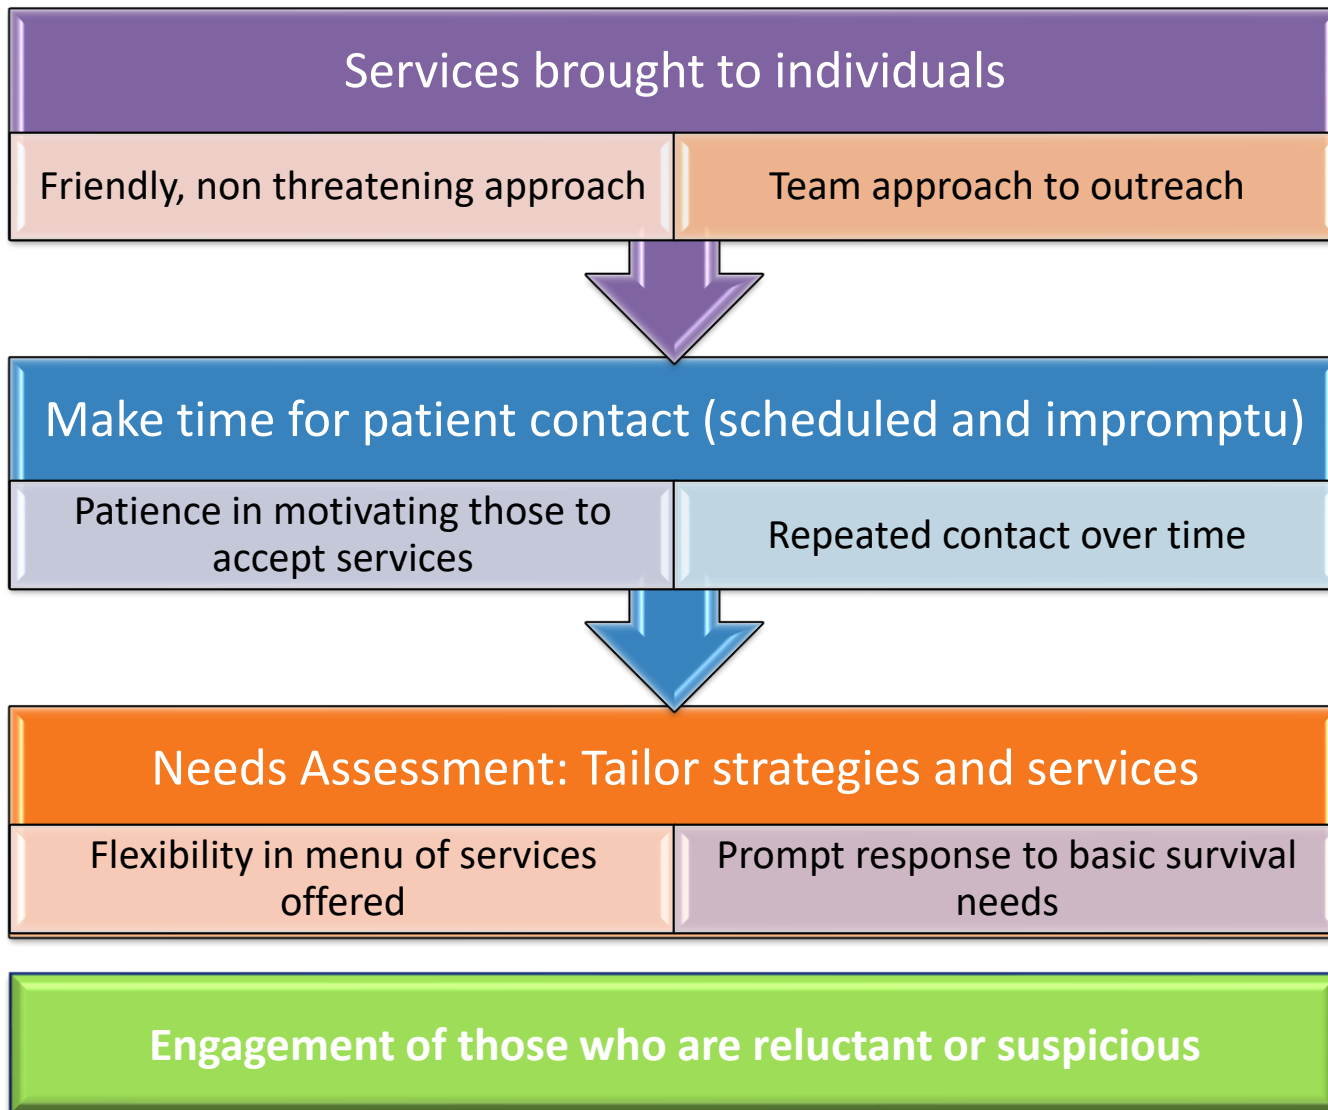 Services brought to individuals
Friendly, non threatening approach
Team approach to outreach
Make time for patient contact (scheduled and impromptu)
Patience in motivating those to
accept services
Repeated contact over time
Needs Assessment: Tailor strategies and services
Flexibility in menu of services
offered
Prompt response to basic survival
needs
Engagement of those who are reluctant or suspicious